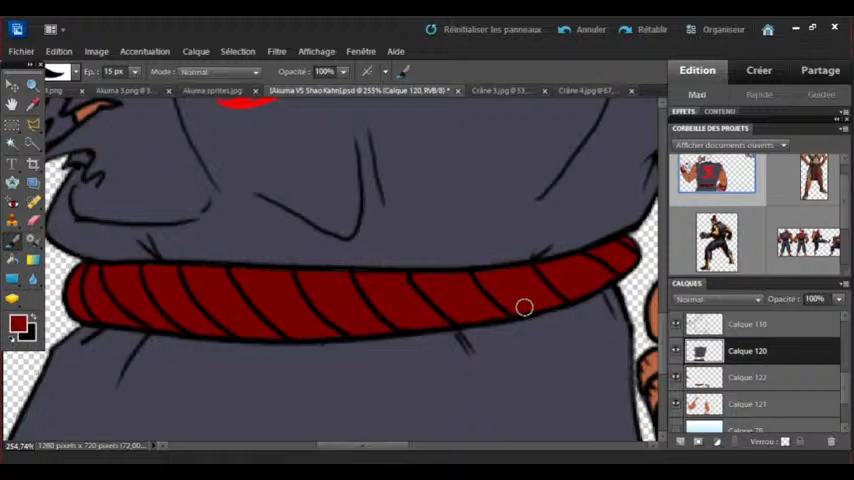 Réinitialiser les panneaux Annuler Rétablir Organiseur
Fichier Edition Image Accentuation Calque Sélection Filtre Affichage Fenêtre Aide
Ep.: 15 px Mode: Normal Opacité: 100%
Edition Créer Partage
4.png Akuma 3.png @ 3... Akuma sprites.jpg [Akuma VS Shao Kahn].psd @ 255% (Calque 120, RVB/8) * Crâne 3.jpg @ 53,... Crâne 4.jpg @ 67,...
Maxi Rapide Guidée
EFFETS CONTENU
CORBEILLE DES PROJETS
Afficher documents ouverts
CALQUES
Normal Opacité: 100%
Calque 120
Calque 122
Calque 121
254,74% 1280 pixels x 720 pixels (72,00...
Verrou: